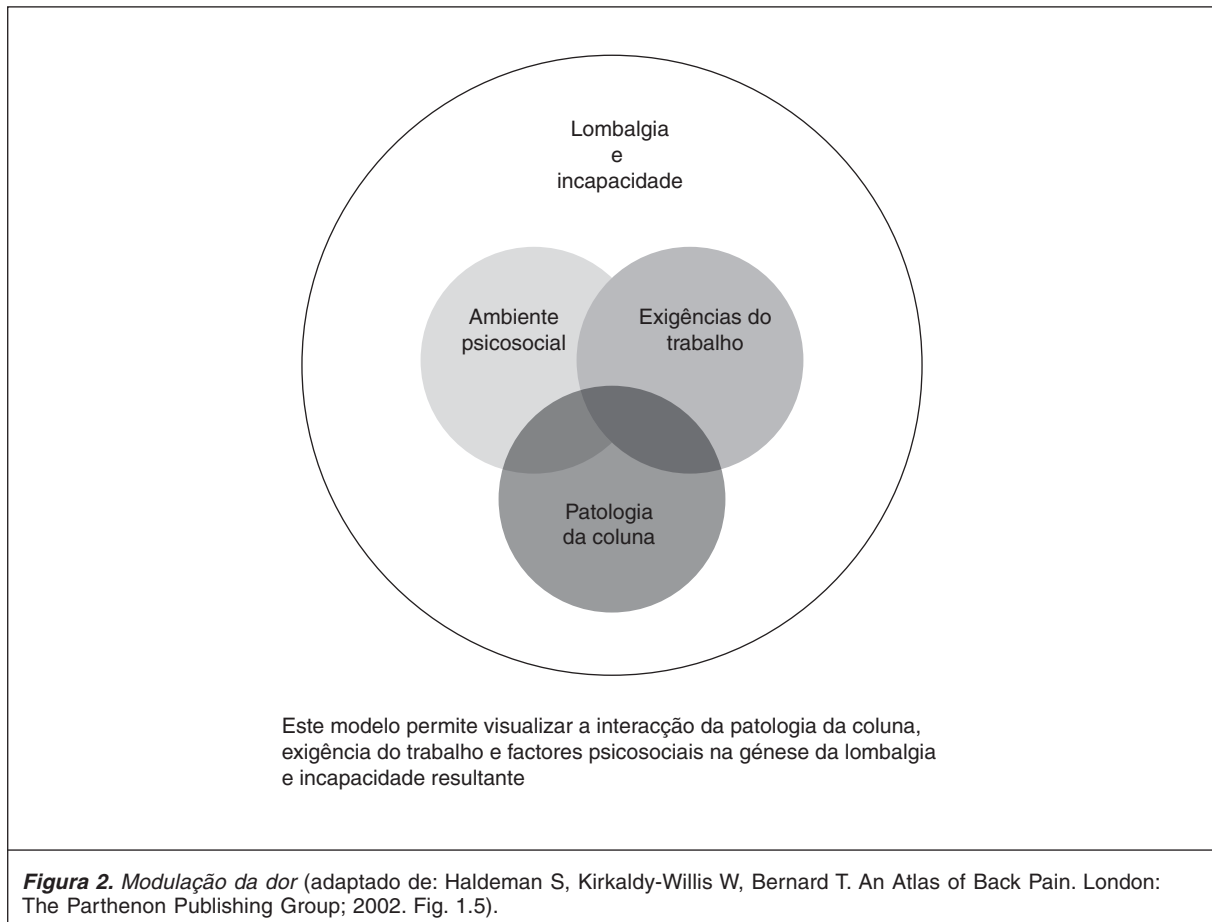 Lombalgia
e
incapacidade
Ambiente
psicosocial
Exigências do
trabalho
Patologia
da coluna
Este modelo permite visualizar a interacção da patologia da coluna,
exigência do trabalho e factores psicosociais na génese da lombalgia
e incapacidade resultante
Figura 2. Modulação da dor (adaptado de: Haldeman S, Kirkaldy-Willis W, Bernard T. An Atlas of Back Pain. London:
The Parthenon Publishing Group; 2002. Fig. 1.5).